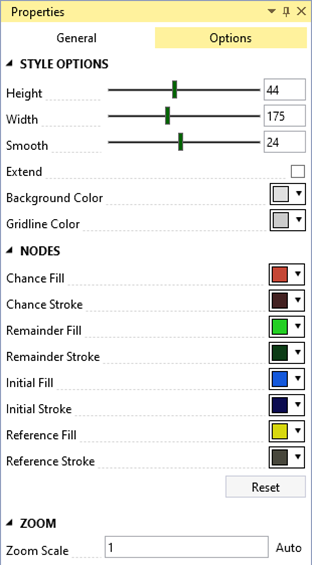 Properties
General Options
STYLE OPTIONS
Height 44
Width 175
Smooth 24
Extend
Background Color
Gridline Color
NODES
Chance Fill
Chance Stroke
Remainder Fill
Remainder Stroke
Initial Fill
Initial Stroke
Reference Fill
Reference Stroke
Reset
ZOOM
Zoom Scale 1 Auto